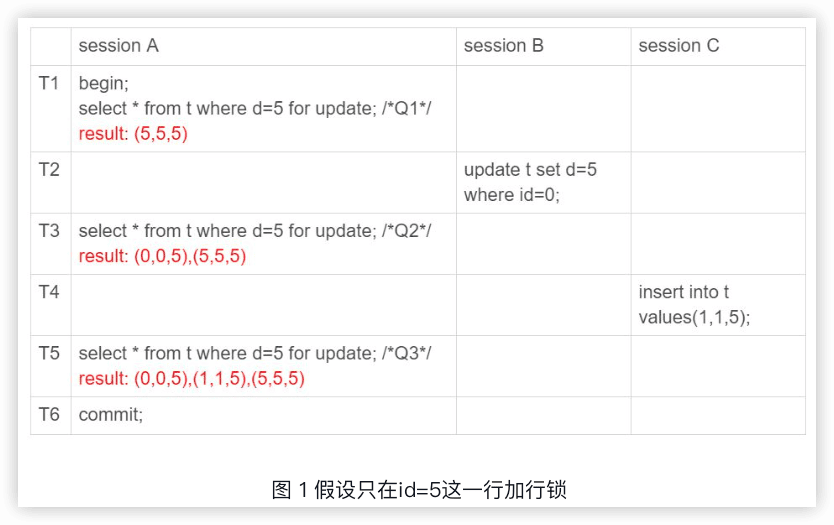 session A session B session C
T1 begin;
select * from t where d=5 for update; /*Q1*/
result: (5,5,5)
T2 update t set d=5
where id=0;
T3 select * from t where d=5 for update; /*Q2*/
result: (0,0,5),(5,5,5)
T4 insert into t
values(1,1,5);
T5 select * from t where d=5 for update; /*Q3*/
result: (0,0,5),(1,1,5),(5,5,5)
T6 commit;
图 1 假设只在id=5这一行加行锁